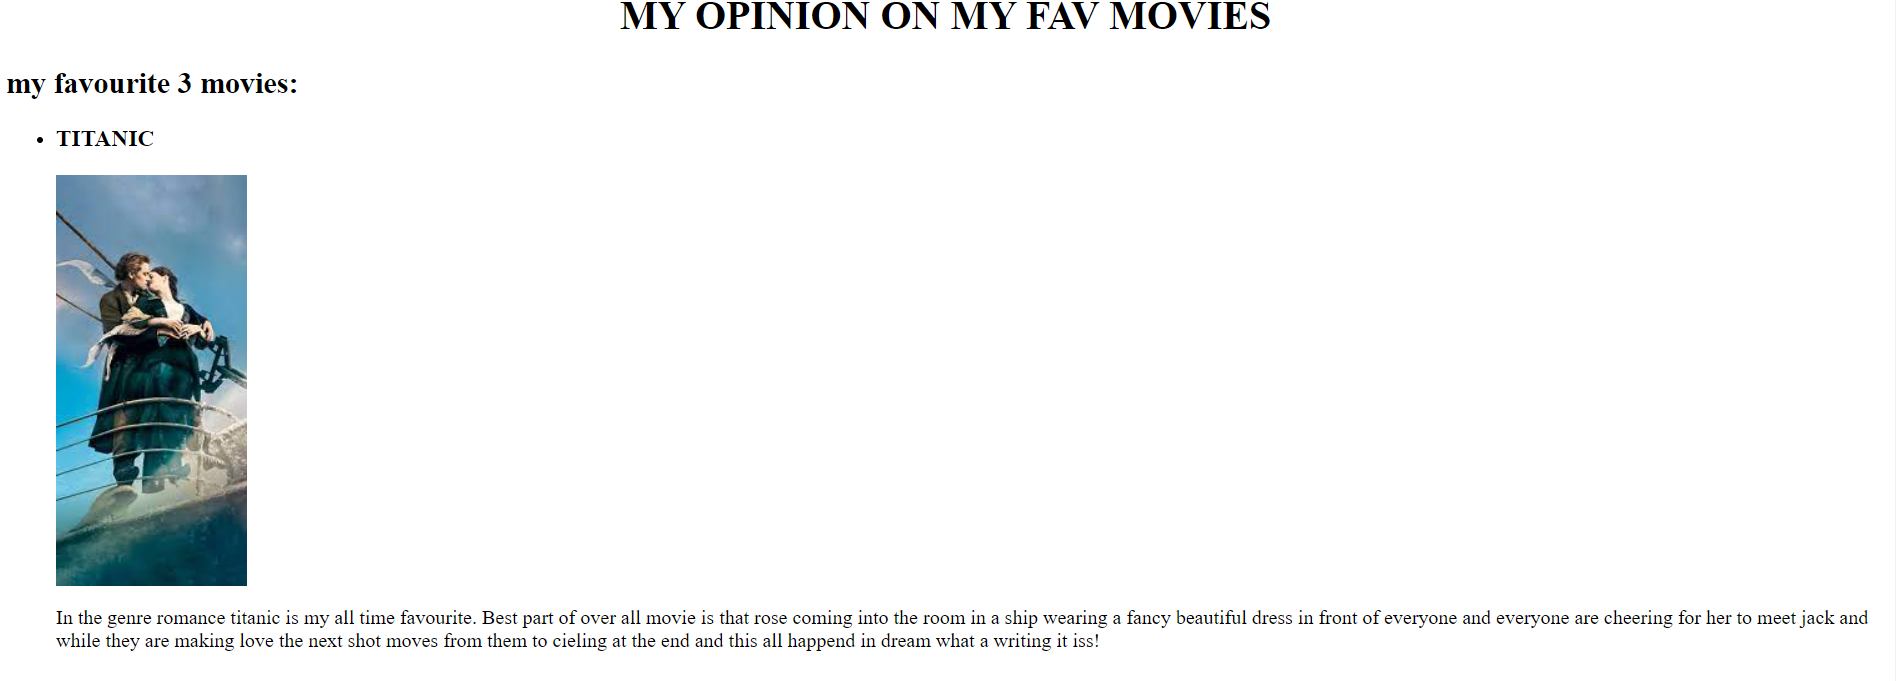 MY OPINION ON MY FAV MOVIES
my favourite 3 movies:
• TITANIC
In the genre romance titanic is my all time favourite. Best part of over all movie is that rose coming into the room in a ship wearing a fancy beautiful dress in front of everyone and everyone are cheering for her to meet jack and
while they are making love the next shot moves from them to cieling at the end and this all happend in dream what a writing it iss!